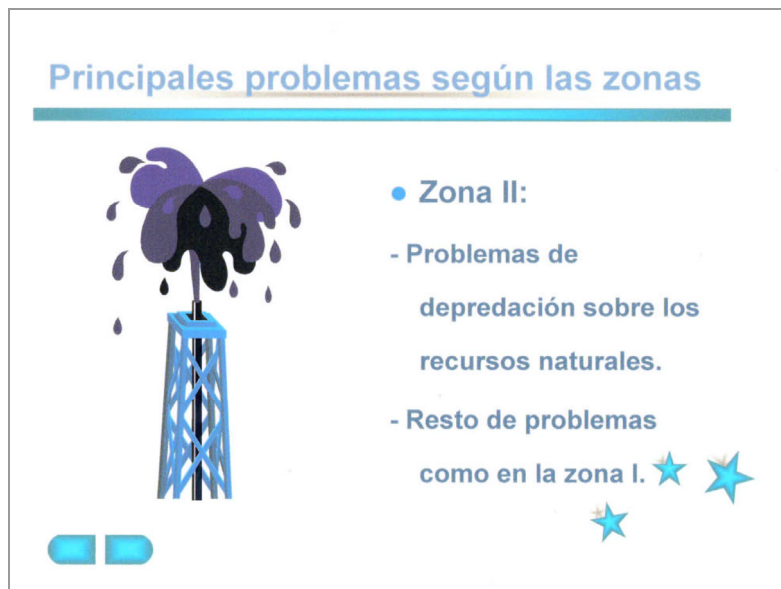 Principales problemas según las zonas
● Zona II:
- Problemas de
depredación sobre los
recursos naturales.
- Resto de problemas
como en la zona I.